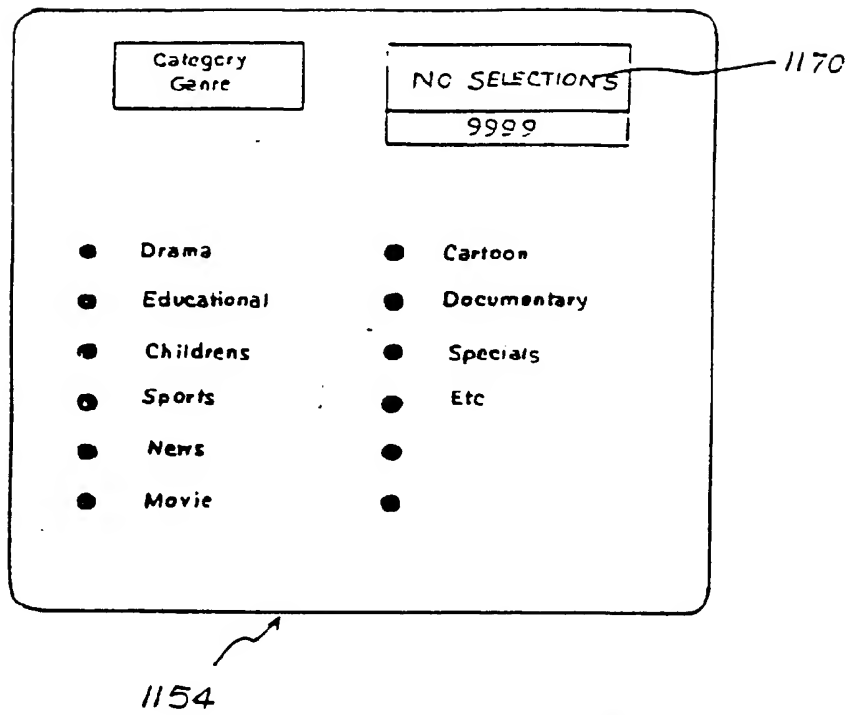 Category
Genre
NO SELECTIONS
1170
9999
Drama
Educational
Childrens
Sports
News
Movie
Cartoon
Documentary
Specials
Etc
1154